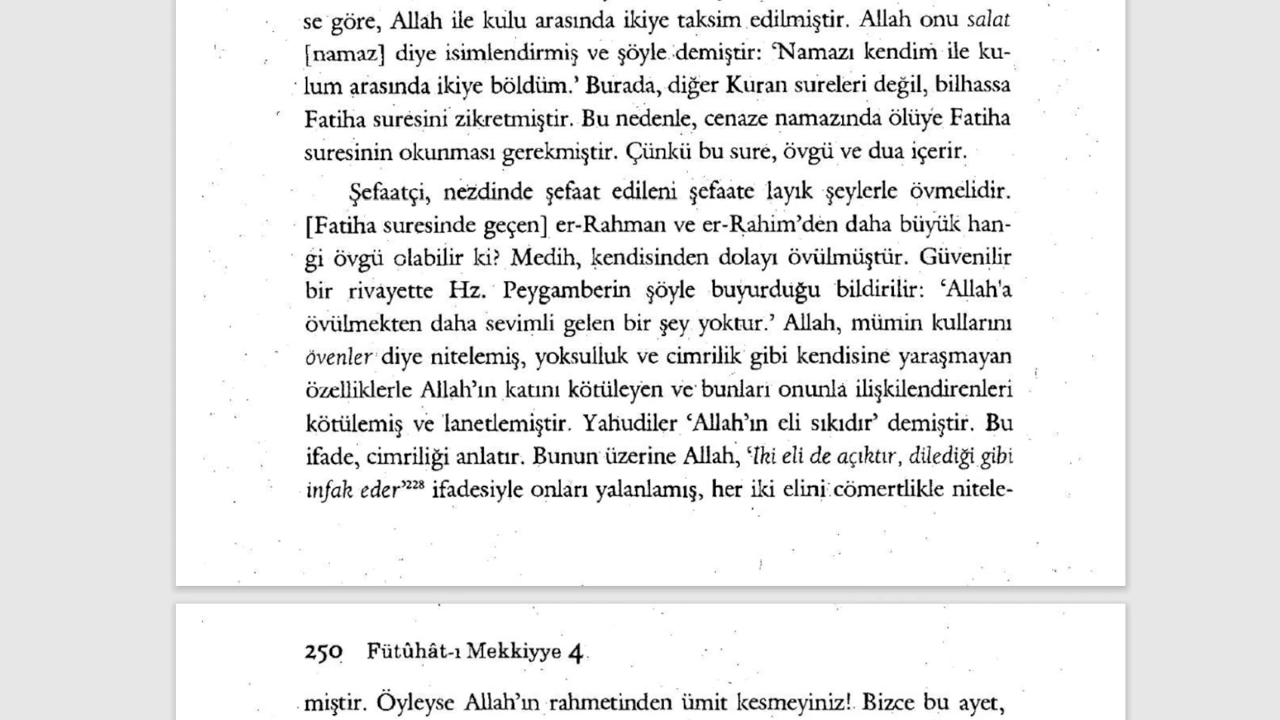 se göre, Allah ile kulu arasında ikiye taksim edilmiştir. Allah onu salat
[namaz] diye isimlendirmiş ve şöyle demiştir: ‘Namazı kendim ile ku-
lum arasında ikiye böldüm.’ Burada, diğer Kuran sureleri değil, bilhassa
Fatiha suresini zikretmiştir. Bu nedenle, cenaze namazında ölüye Fatiha
suresinin okunması gerekmiştir. Çünkü bu sure, övgü ve dua içerir.
Şefaatçi, nezdinde şefaat edileni şefaate layık şeylerle övmelidir.
[Fatiha suresinde geçen] er-Rahman ve er-Rahim’den daha büyük han-
gi övgü olabilir ki? Medih, kendisinden dolayı övülmüştür. Güvenilir
bir rivayette Hz. Peygamberin şöyle buyurduğu bildirilir: ‘Allah'a
övülmekten daha sevimli gelen bir şey yoktur.’ Allah, mümin kullarını
övenler diye nitelemiş, yoksulluk ve cimrilik gibi kendisine yaraşmayan
özelliklerle Allah’ın katını kötüleyen ve bunları onunla ilişkilendirenleri
kötülemiş ve lanetlemiştir. Yahudiler ‘Allah’ın eli sıkıdır’ demiştir. Bu
ifade, cimriliği anlatır. Bunun üzerine Allah, ‘Iki eli de açıktır, dilediği gibi
infak eder’²²⁸ ifadesiyle onları yalanlamış, her iki elini cömertlikle nitele-
250 Fütûhât-ı Mekkiyye 4
miştir. Öyleyse Allah’ın rahmetinden ümit kesmeyiniz! Bizce bu ayet,